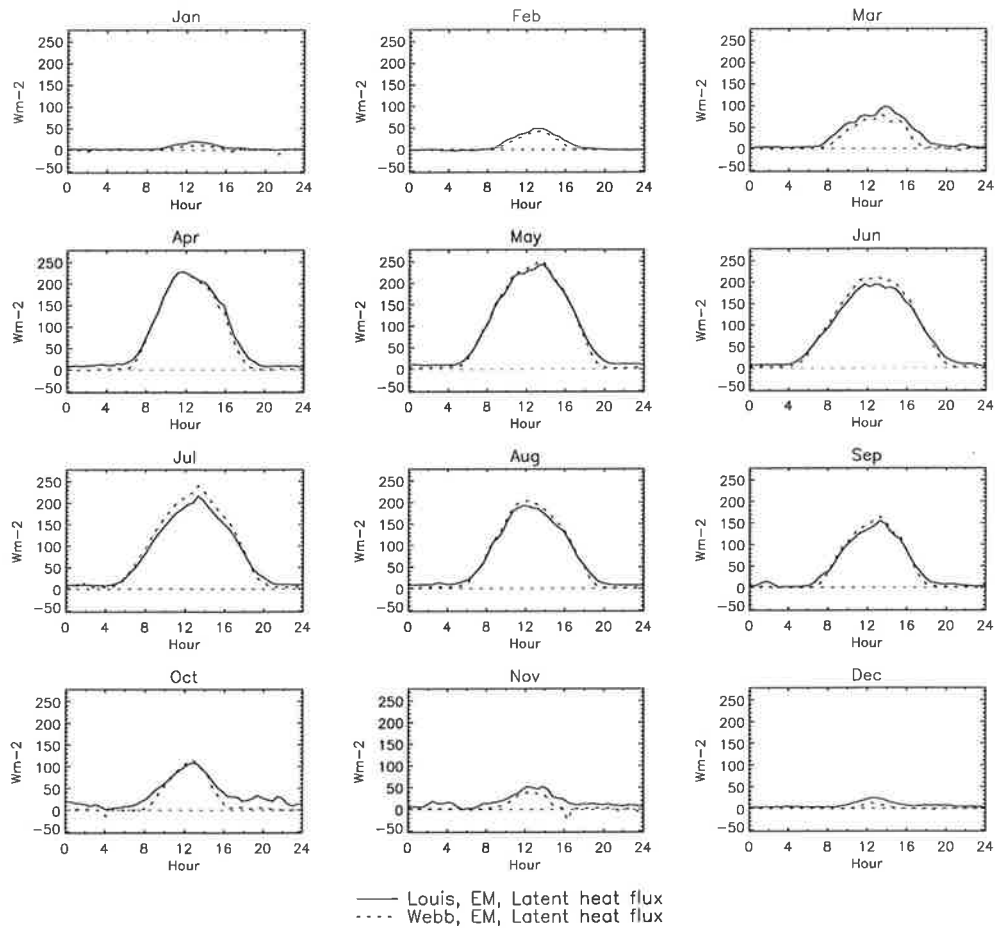 Jan Feb Mar
250 250 250
200 200 200
150 150 150
Wm-2 Wm-2 Wm-2
100 100 100
50 50 50
0 0 0
-50 -50 -50
0 4 8 12 16 20 24 0 4 8 12 16 20 24 0 4 8 12 16 20 24
Hour Hour Hour
Apr May Jun
250 250 250
200 200 200
150 150 150
Wm-2 Wm-2 Wm-2
100 100 100
50 50 50
0 0 0
-50 -50 -50
0 4 8 12 16 20 24 0 4 8 12 16 20 24 0 4 8 12 16 20 24
Hour Hour Hour
Jul Aug Sep
250 250 250
200 200 200
150 150 150
Wm-2 Wm-2 Wm-2
100 100 100
50 50 50
0 0 0
-50 -50 -50
0 4 8 12 16 20 24 0 4 8 12 16 20 24 0 4 8 12 16 20 24
Hour Hour Hour
Oct Nov Dec
250 250 250
200 200 200
150 150 150
Wm-2 Wm-2 Wm-2
100 100 100
50 50 50
0 0 0
-50 -50 -50
0 4 8 12 16 20 24 0 4 8 12 16 20 24 0 4 8 12 16 20 24
Hour Hour Hour
Louis, EM, Latent heat flux
Webb, EM, Latent heat flux